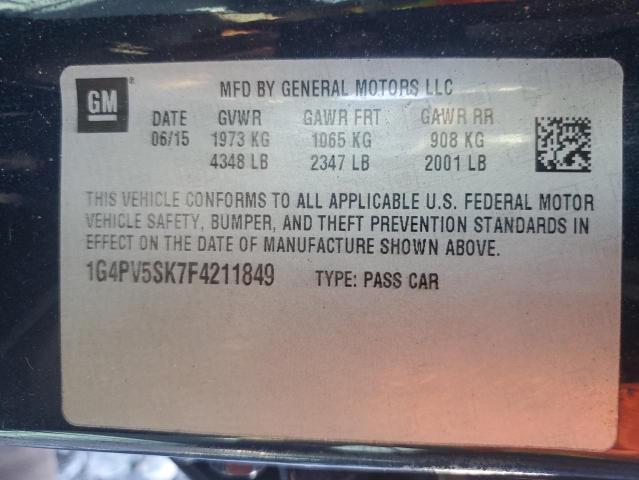 GM®
MFD BY GENERAL MOTORS LLC
DATE GVWR GAWR FRT GAWR RR
06/15 1973 KG 1065 KG 908 KG
4348 LB 2347 LB 2001 LB
THIS VEHICLE CONFORMS TO ALL APPLICABLE U.S. FEDERAL MOTOR
VEHICLE SAFETY, BUMPER, AND THEFT PREVENTION STANDARDS IN
EFFECT ON THE DATE OF MANUFACTURE SHOWN ABOVE.
1G4PV5SK7F4211849 TYPE: PASS CAR